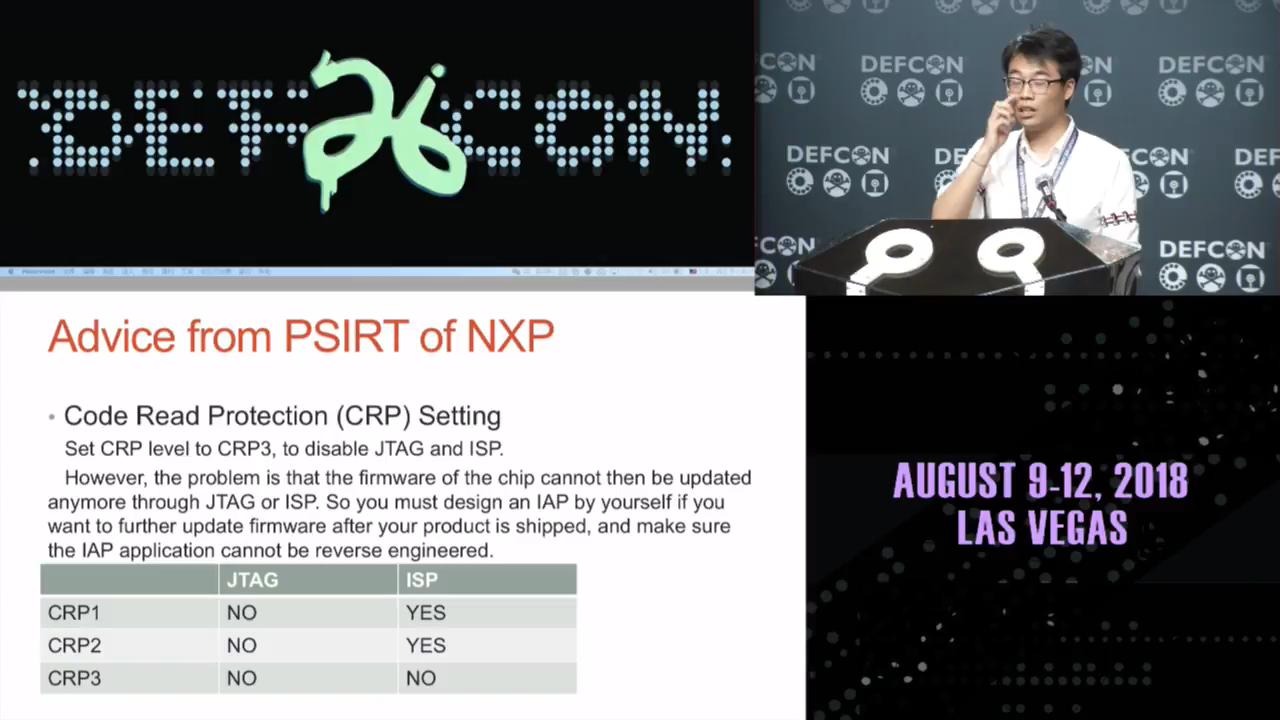 DEF CON
26
DEFCON
DEFCON
DEFCON
DEFCON
DEFCON
DEFCON
Advice from PSIRT of NXP
• Code Read Protection (CRP) Setting
Set CRP level to CRP3, to disable JTAG and ISP.
However, the problem is that the firmware of the chip cannot then be updated
anymore through JTAG or ISP. So you must design an IAP by yourself if you
want to further update firmware after your product is shipped, and make sure
the IAP application cannot be reverse engineered.
JTAG ISP
CRP1 NO YES
CRP2 NO YES
CRP3 NO NO
AUGUST 9-12, 2018
LAS VEGAS